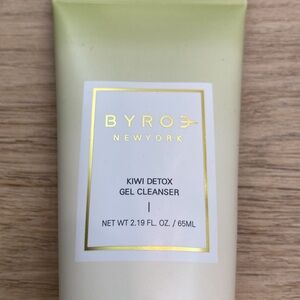 BYROE
NEWYORK
KIWI DETOX
GEL CLEANSER
NET WT 2.19 FL. OZ. / 65ML